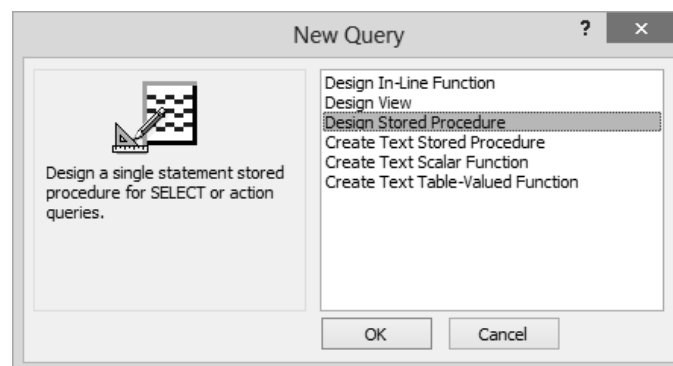 New Query
?
×
Design a single statement stored
procedure for SELECT or action
queries.
Design In-Line Function
Design View
Design Stored Procedure
Create Text Stored Procedure
Create Text Scalar Function
Create Text Table-Valued Function
OK
Cancel